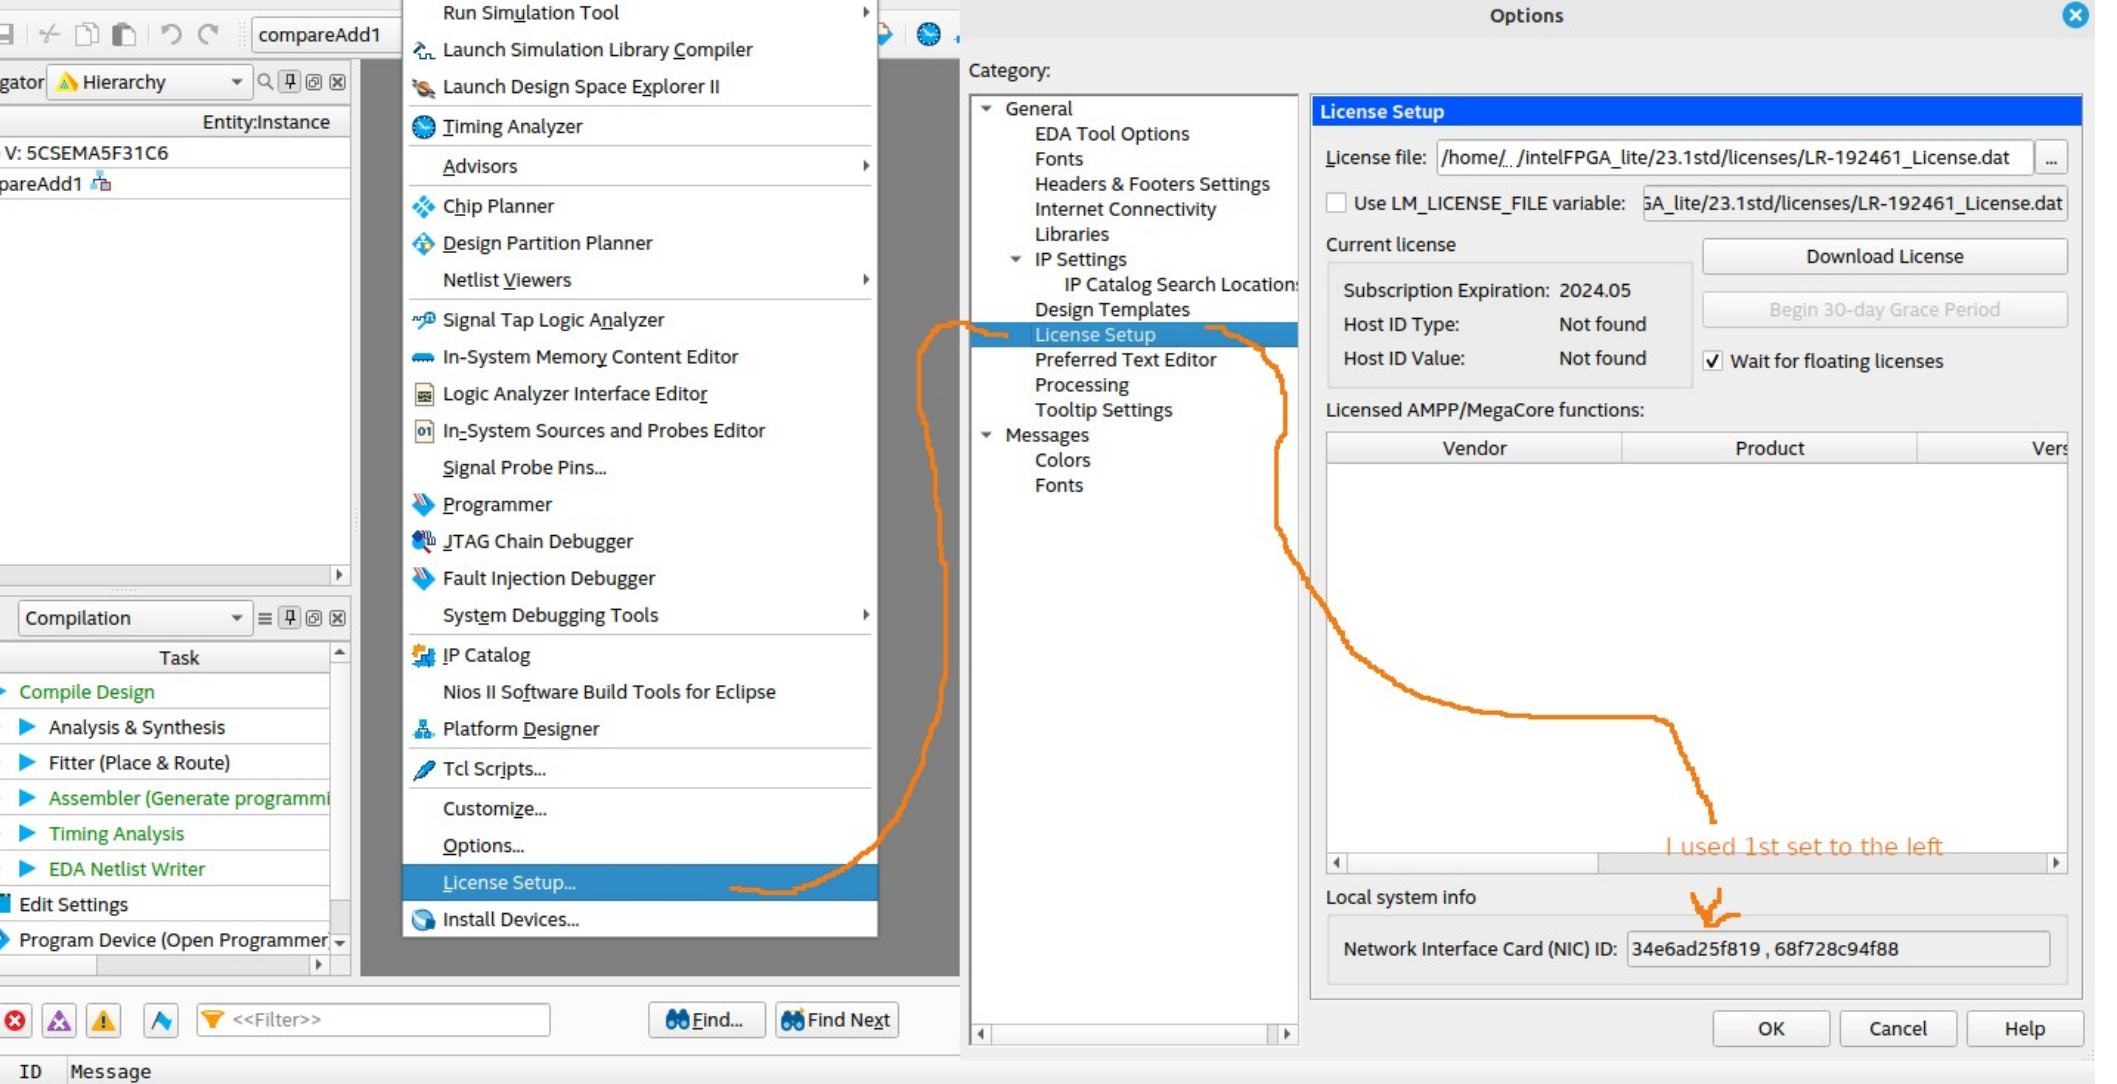 compareAdd1
gator Hierarchy
Entity:Instance
V: 5CSEMA5F31C6
pareAdd1
Compilation
Task
Compile Design
Analysis & Synthesis
Fitter (Place & Route)
Assembler (Generate programmi
Timing Analysis
EDA Netlist Writer
Edit Settings
Program Device (Open Programmer
<<Filter>>
Find...
Find Next
ID Message
Run Simulation Tool
Launch Simulation Library Compiler
Launch Design Space Explorer II
Timing Analyzer
Advisors
Chip Planner
Design Partition Planner
Netlist Viewers
Signal Tap Logic Analyzer
In-System Memory Content Editor
Logic Analyzer Interface Editor
In-System Sources and Probes Editor
Signal Probe Pins...
Programmer
JTAG Chain Debugger
Fault Injection Debugger
System Debugging Tools
IP Catalog
Nios II Software Build Tools for Eclipse
Platform Designer
Tcl Scripts...
Customize...
Options...
License Setup...
Install Devices...
Options
Category:
General
EDA Tool Options
Fonts
Headers & Footers Settings
Internet Connectivity
Libraries
IP Settings
IP Catalog Search Location
Design Templates
License Setup
Preferred Text Editor
Processing
Tooltip Settings
Messages
Colors
Fonts
License Setup
License file: /home/.. /intelFPGA_lite/23.1std/licenses/LR-192461_License.dat ...
Use LM_LICENSE_FILE variable: GA_lite/23.1std/licenses/LR-192461_License.dat
Current license
Download License
Subscription Expiration: 2024.05
Begin 30-day Grace Period
Host ID Type: Not found
Host ID Value: Not found
Wait for floating licenses
Licensed AMPP/MegaCore functions:
Vendor Product Vers
I used 1st set to the left
Local system info
Network Interface Card (NIC) ID: 34e6ad25f819 , 68f728c94f88
OK Cancel Help